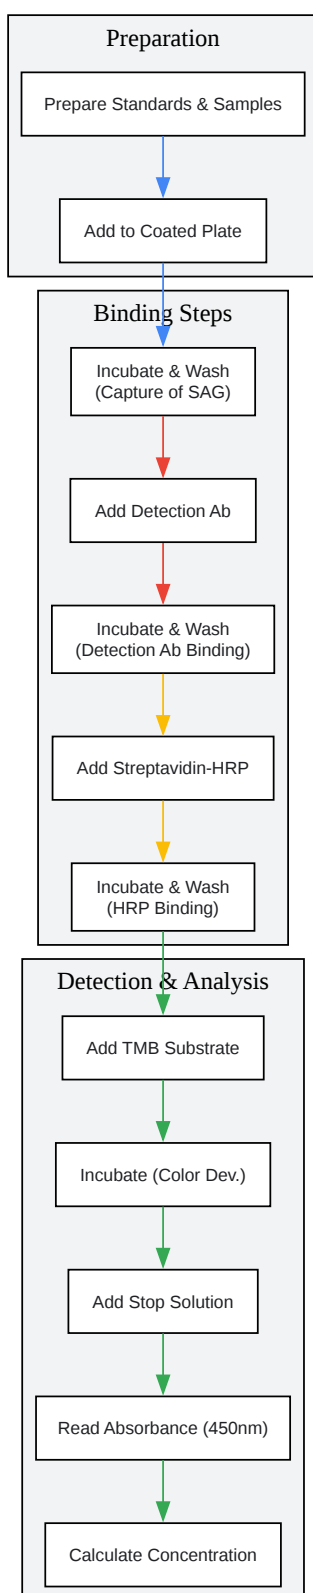 Preparation
Prepare Standards & Samples
Add to Coated Plate
Binding Steps
Incubate & Wash
(Capture of SAG)
Add Detection Ab
Incubate & Wash
(Detection Ab Binding)
Add Streptavidin-HRP
Incubate & Wash
(HRP Binding)
Detection & Analysis
Add TMB Substrate
Incubate (Color Dev.)
Add Stop Solution
Read Absorbance (450nm)
Calculate Concentration